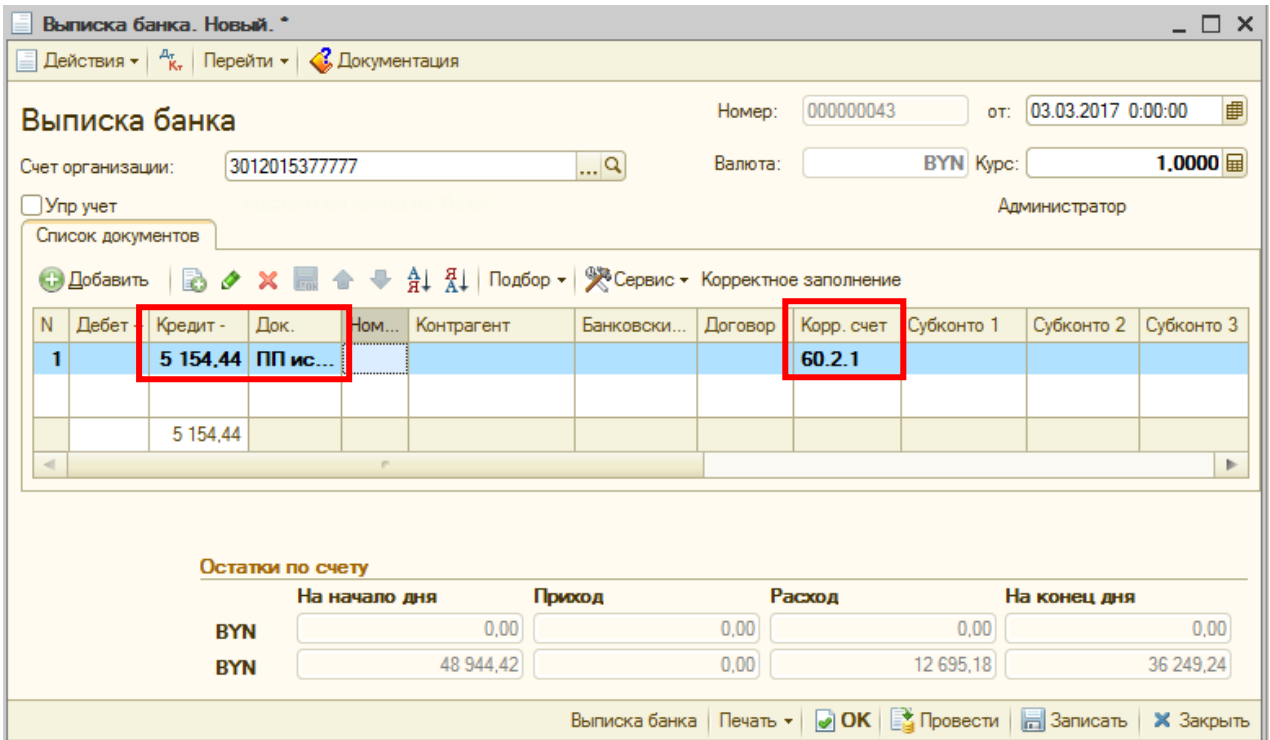 Выписка банка. Новый. *
Действия Дт Кт Перейти Документация
Выписка банка
Номер: 000000043 от: 03.03.2017 0:00:00
Счет организации: 3012015377777 ... Валюта: BYN Курс: 1,0000
Упр учет Администратор
Список документов
Добавить Подбор Сервис Корректное заполнение
N Дебет + Кредит - Док. Ном... Контрагент Банковски... Договор Корр. счет Субконто 1 Субконто 2 Субконто 3
1 5 154,44 ПП ис... 60.2.1
5 154,44
Остатки по счету
На начало дня Приход Расход На конец дня
BYN 0,00 0,00 0,00 0,00
BYN 48 944,42 0,00 12 695,18 36 249,24
Выписка банка Печать OK Провести Записать Закрыть